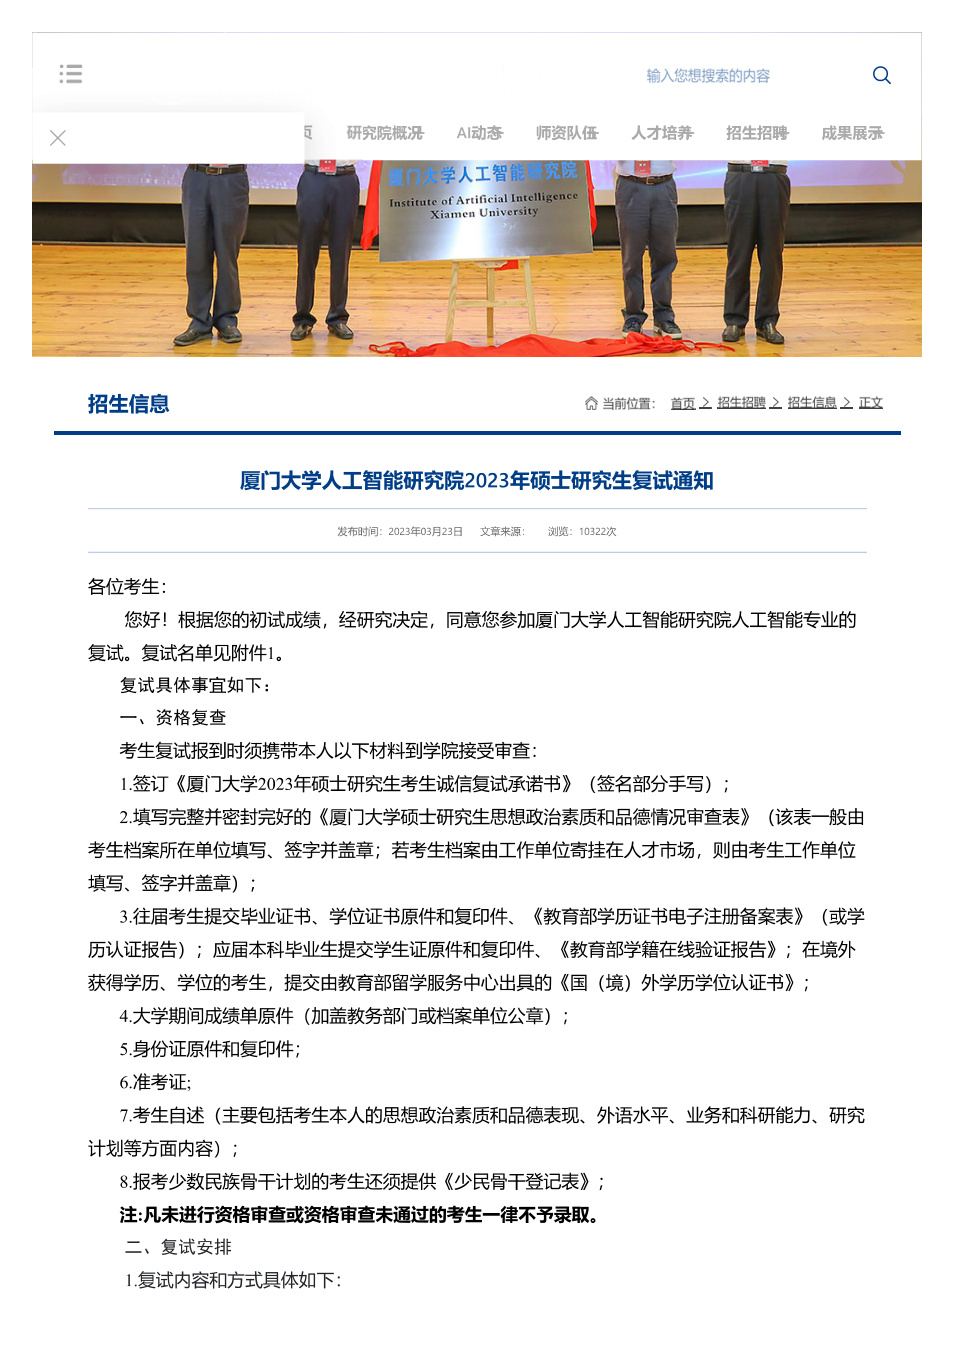 输入您想搜索的内容
页 研究院概况 AI动态 师资队伍 人才培养 招生招聘 成果展示
厦门大学人工智能研究院
Institute of Artificial Intelligence
Xiamen University
招生信息
当前位置： 首页 > 招生招聘 > 招生信息 > 正文
厦门大学人工智能研究院2023年硕士研究生复试通知
发布时间：2023年03月23日 文章来源： 浏览：10322次
各位考生：
您好！根据您的初试成绩，经研究决定，同意您参加厦门大学人工智能研究院人工智能专业的
复试。复试名单见附件1。
复试具体事宜如下：
一、资格复查
考生复试报到时须携带本人以下材料到学院接受审查：
1.签订《厦门大学2023年硕士研究生考生诚信复试承诺书》（签名部分手写）；
2.填写完整并密封完好的《厦门大学硕士研究生思想政治素质和品德情况审查表》（该表一般由
考生档案所在单位填写、签字并盖章；若考生档案由工作单位寄挂在人才市场，则由考生工作单位
填写、签字并盖章）；
3.往届考生提交毕业证书、学位证书原件和复印件、《教育部学历证书电子注册备案表》（或学
历认证报告）；应届本科毕业生提交学生证原件和复印件、《教育部学籍在线验证报告》；在境外
获得学历、学位的考生，提交由教育部留学服务中心出具的《国（境）外学历学位认证书》；
4.大学期间成绩单原件（加盖教务部门或档案单位公章）；
5.身份证原件和复印件；
6.准考证;
7.考生自述（主要包括考生本人的思想政治素质和品德表现、外语水平、业务和科研能力、研究
计划等方面内容）；
8.报考少数民族骨干计划的考生还须提供《少民骨干登记表》；
注:凡未进行资格审查或资格审查未通过的考生一律不予录取。
二、复试安排
1.复试内容和方式具体如下：